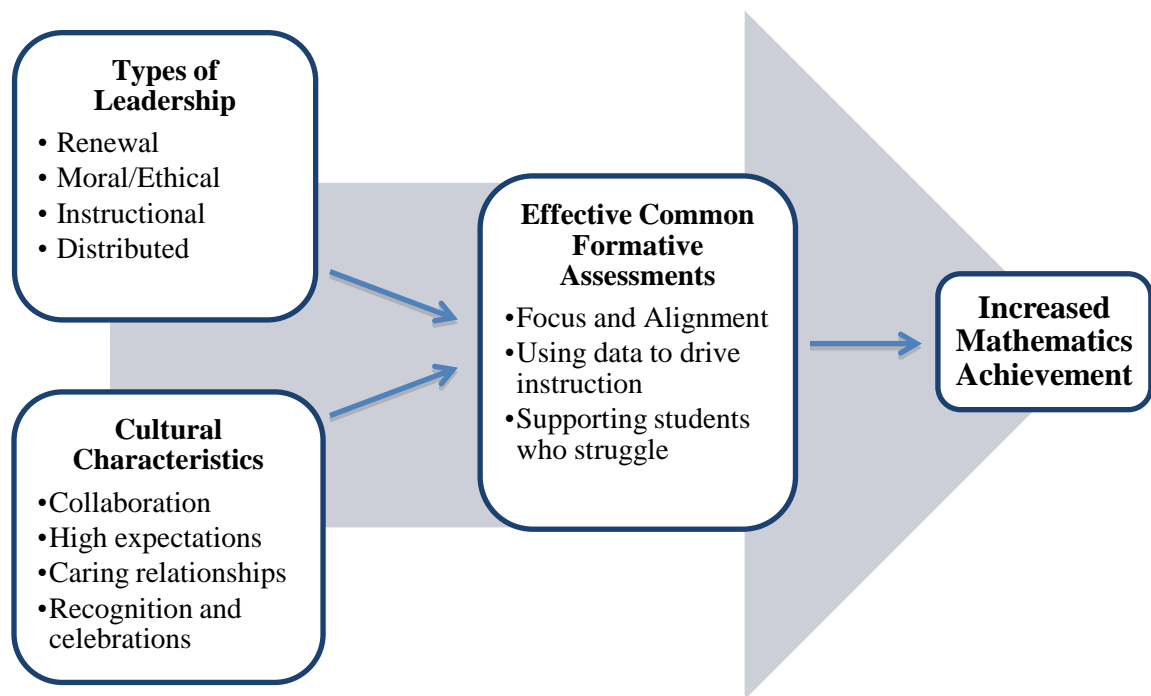 Types of
Leadership
• Renewal
• Moral/Ethical
• Instructional
• Distributed
Cultural
Characteristics
•Collaboration
•High expectations
•Caring relationships
•Recognition and
celebrations
Effective Common
Formative
Assessments
•Focus and Alignment
•Using data to drive
instruction
•Supporting students
who struggle
Increased
Mathematics
Achievement